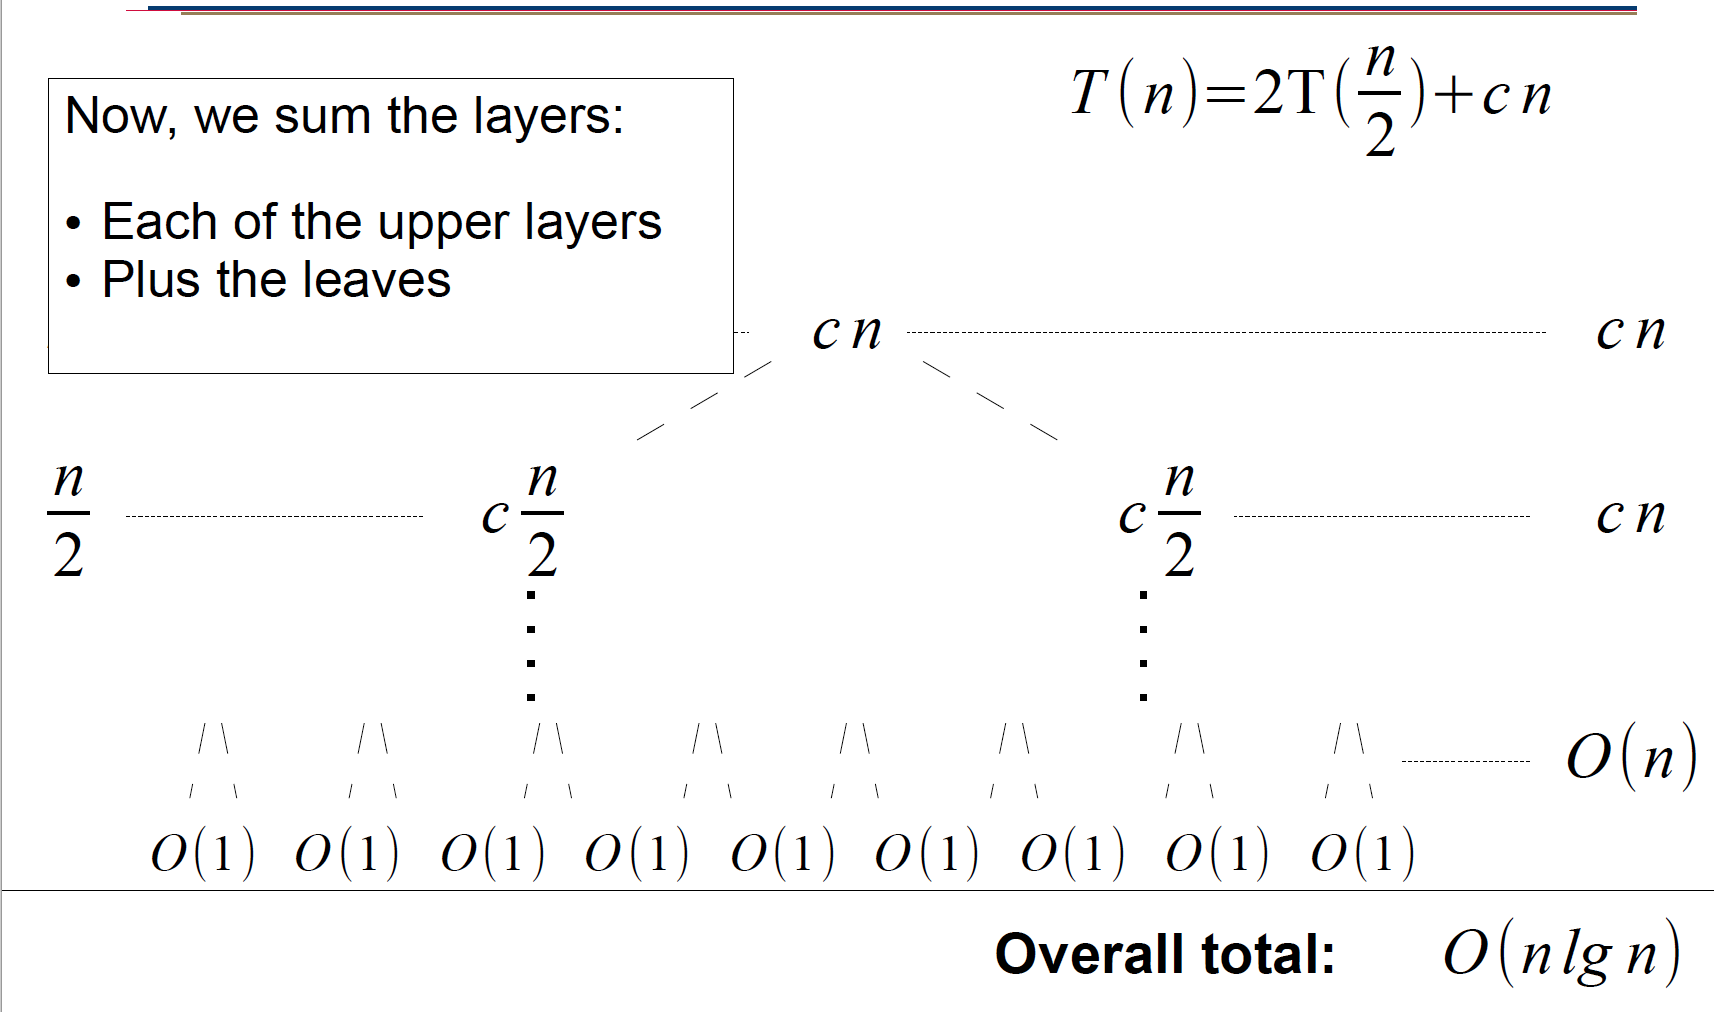 T(n)=2T(n/2)+cn
Now, we sum the layers:
• Each of the upper layers
• Plus the leaves
cn cn
n/2 c n/2 c n/2 cn
O(n)
O(1) O(1) O(1) O(1) O(1) O(1) O(1) O(1) O(1)
Overall total: O(n lg n)